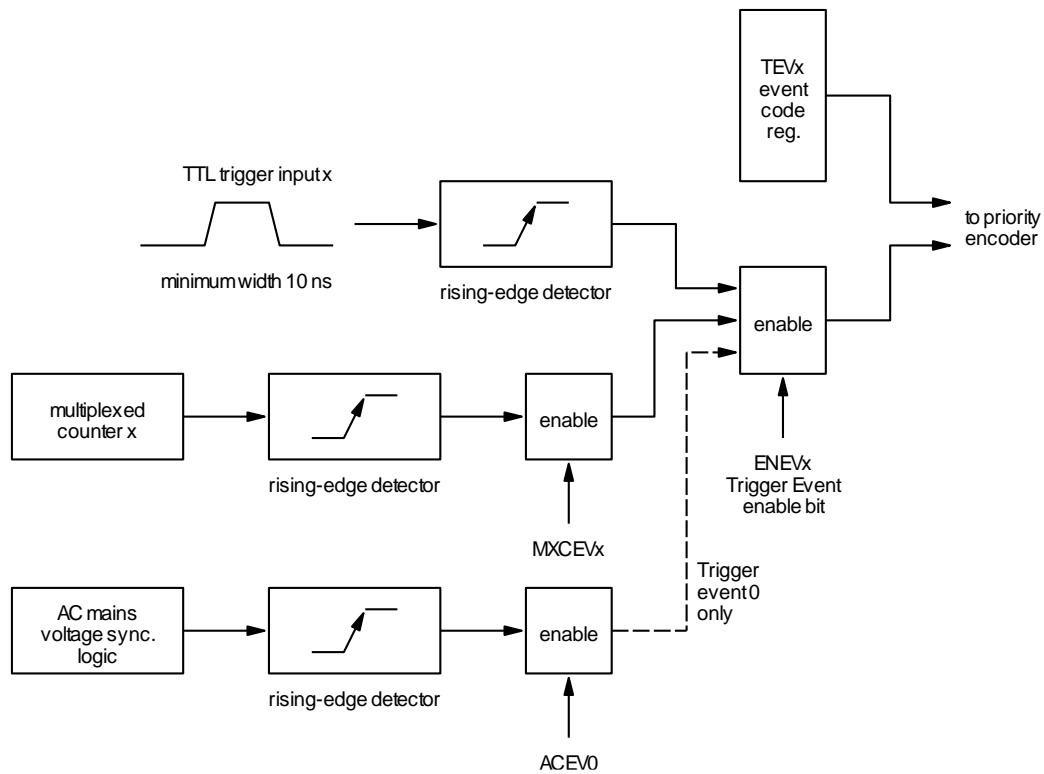 TEVx
event
code
reg.
TTL trigger input x
minimum width 10 ns
rising-edge detector
to priority
encoder
enable
multiplexed
counter x
rising-edge detector
enable
MXCEVx
ENEVx
Trigger Event
enable bit
Trigger
event 0
only
AC mains
voltage sync.
logic
rising-edge detector
enable
ACEV0